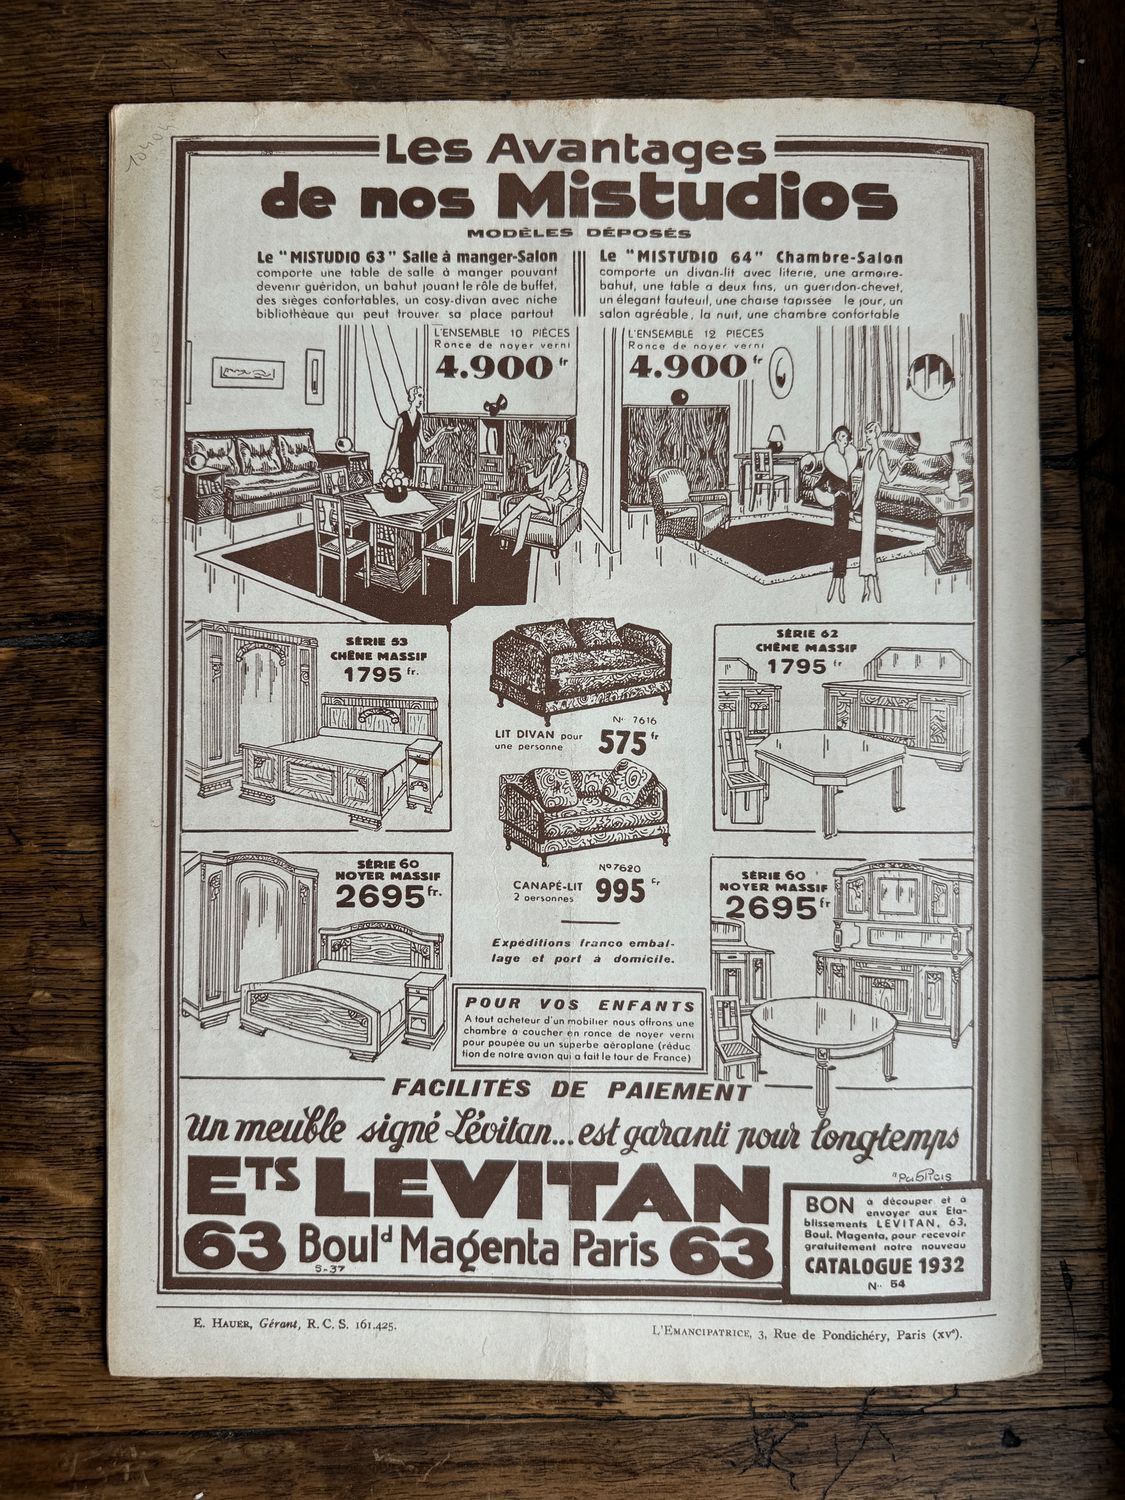 Les Avantages
de nos Mistudios
MODÈLES DÉPOSÉS
Le "MISTUDIO 63" Salle à manger-Salon
comporte une table de salle à manger pouvant
devenir guéridon, un bahut jouant le rôle de buffet,
des sièges confortables, un cosy-divan avec niche
bibliothèque qui peut trouver sa place partout
L'ENSEMBLE 10 PIÈCES
Ronce de noyer verni
4.900 fr
Le "MISTUDIO 64" Chambre-Salon
comporte un divan-lit avec literie, une armoire-
bahut, une table à deux fins, un guéridon-chevet,
un élégant fauteuil, une chaise tapissée le jour, un
salon agréable, la nuit, une chambre confortable
L'ENSEMBLE 12 PIECES
Ronce de noyer verni
4.900 fr
SÉRIE 53
CHÊNE MASSIF
1795 fr.
N° 7616
LIT DIVAN pour
une personne
575 fr
SÉRIE 62
CHÊNE MASSIF
1795 fr
SÉRIE 60
NOYER MASSIF
2695 fr.
N° 7620
CANAPÉ-LIT
2 personnes
995 fr
SÉRIE 60
NOYER MASSIF
2695 fr
Expéditions franco embal-
lage et port à domicile.
POUR VOS ENFANTS
A tout acheteur d'un mobilier nous offrons une
chambre à coucher en ronce de noyer verni
pour poupée ou un superbe aéroplane (réduc
tion de notre avion qui a fait le tour de France)
FACILITÉS DE PAIEMENT
Un meuble signé Lévitan...est garanti pour longtemps
ETS LEVITAN
63 Boul^d Magenta Paris 63
S-37
BON à découper et à
envoyer aux Eta-
blissements LEVITAN, 63,
Boul. Magenta, pour recevoir
gratuitement notre nouveau
CATALOGUE 1932
N° 54
E. HAUER, Gérant, R. C. S. 161.425.
L'EMANCIPATRICE, 3, Rue de Pondichéry, Paris (XVe).